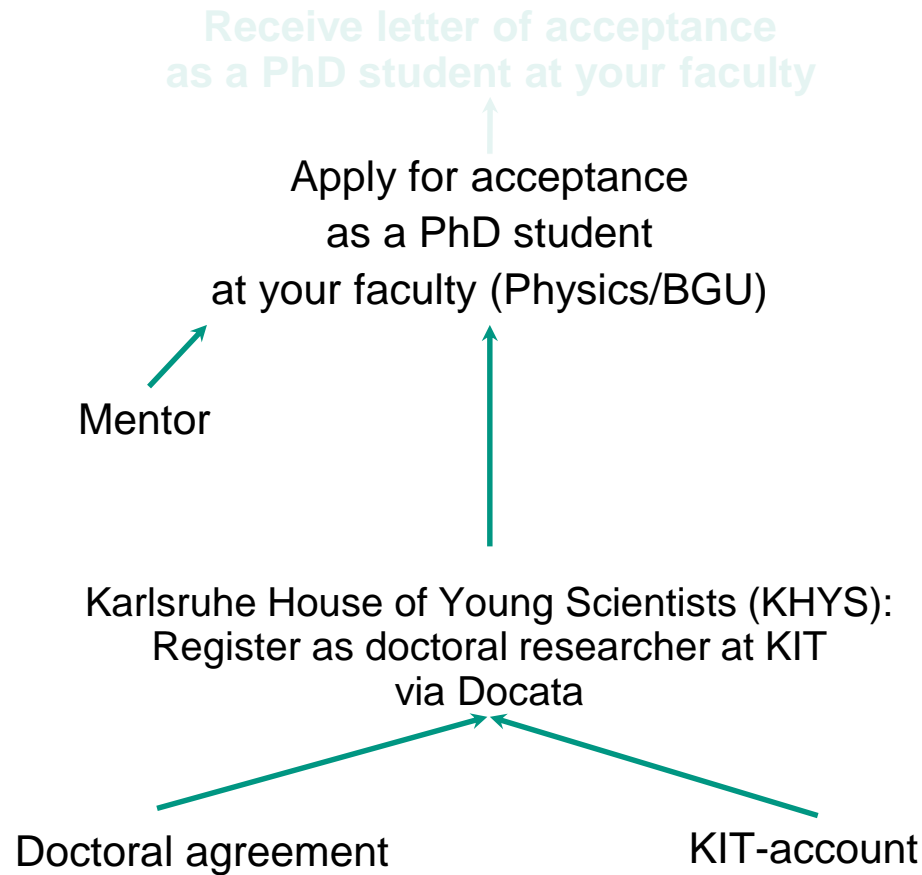 Receive letter of acceptance
as a PhD student at your faculty
Apply for acceptance
as a PhD student
at your faculty (Physics/BGU)
Mentor
Karlsruhe House of Young Scientists (KHYS):
Register as doctoral researcher at KIT
via Docata
Doctoral agreement
KIT-account